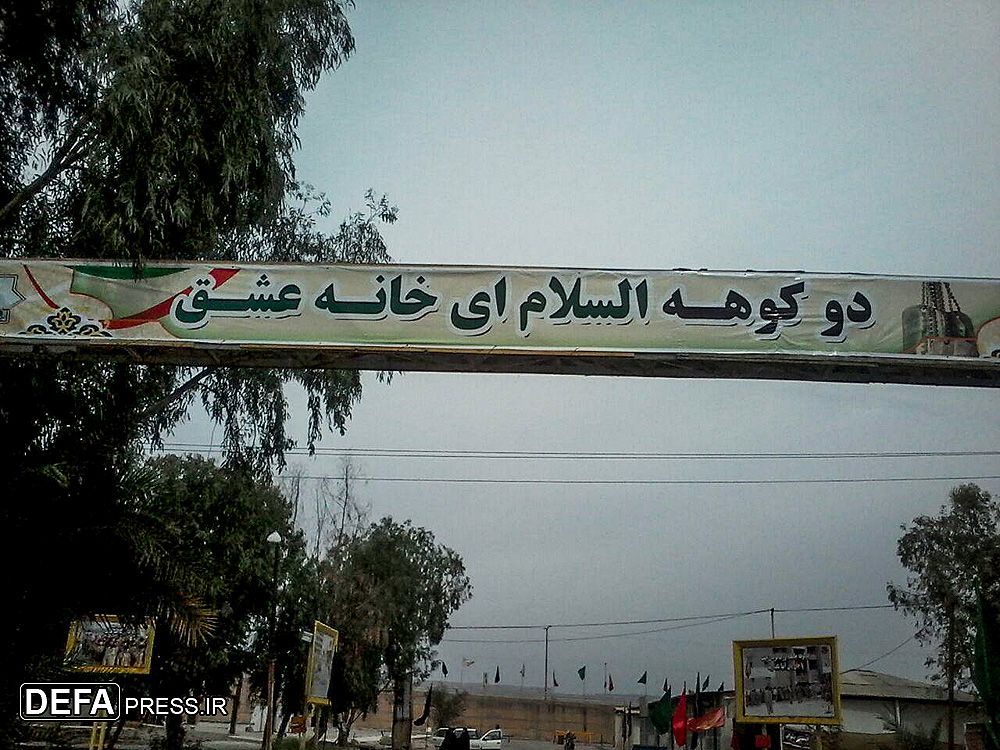 دو کوهه السلام ای خانه عشق
DEFA PRESS.IR